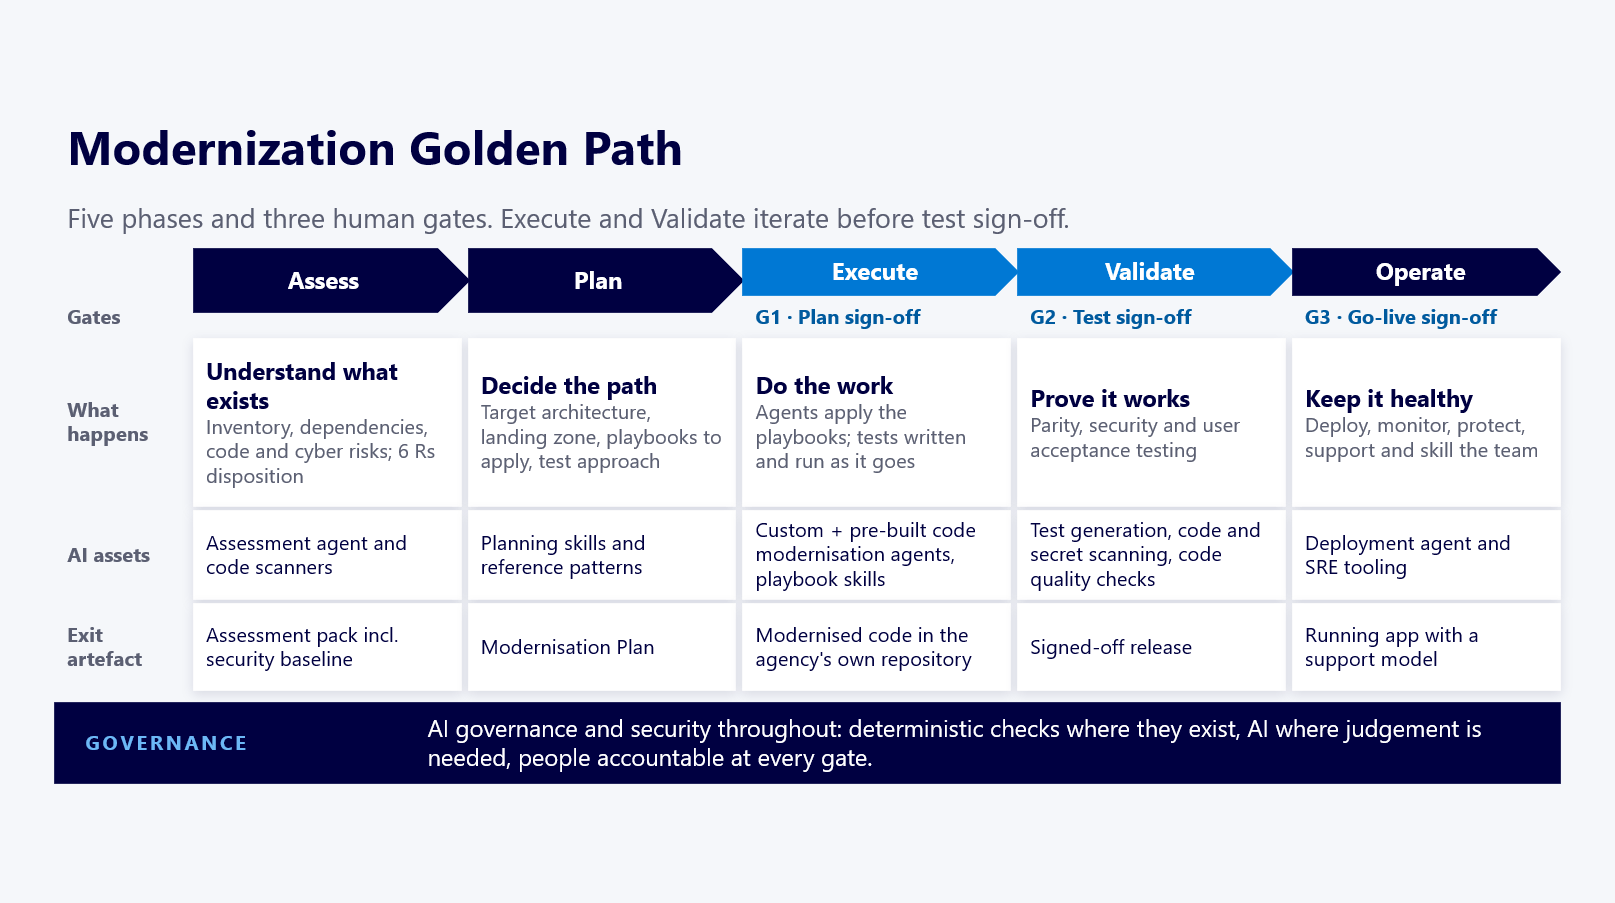 Modernization Golden Path
Five phases and three human gates. Execute and Validate iterate before test sign-off.
Assess
Plan
Execute
Validate
Operate
Gates
G1 · Plan sign-off
G2 · Test sign-off
G3 · Go-live sign-off
What
happens
Understand what
exists
Inventory, dependencies,
code and cyber risks; 6 Rs
disposition
Decide the path
Target architecture,
landing zone, playbooks to
apply, test approach
Do the work
Agents apply the
playbooks; tests written
and run as it goes
Prove it works
Parity, security and user
acceptance testing
Keep it healthy
Deploy, monitor, protect,
support and skill the team
AI assets
Assessment agent and
code scanners
Planning skills and
reference patterns
Custom + pre-built code
modernisation agents,
playbook skills
Test generation, code and
secret scanning, code
quality checks
Deployment agent and
SRE tooling
Exit
artefact
Assessment pack incl.
security baseline
Modernisation Plan
Modernised code in the
agency's own repository
Signed-off release
Running app with a
support model
GOVERNANCE
AI governance and security throughout: deterministic checks where they exist, AI where judgement is
needed, people accountable at every gate.